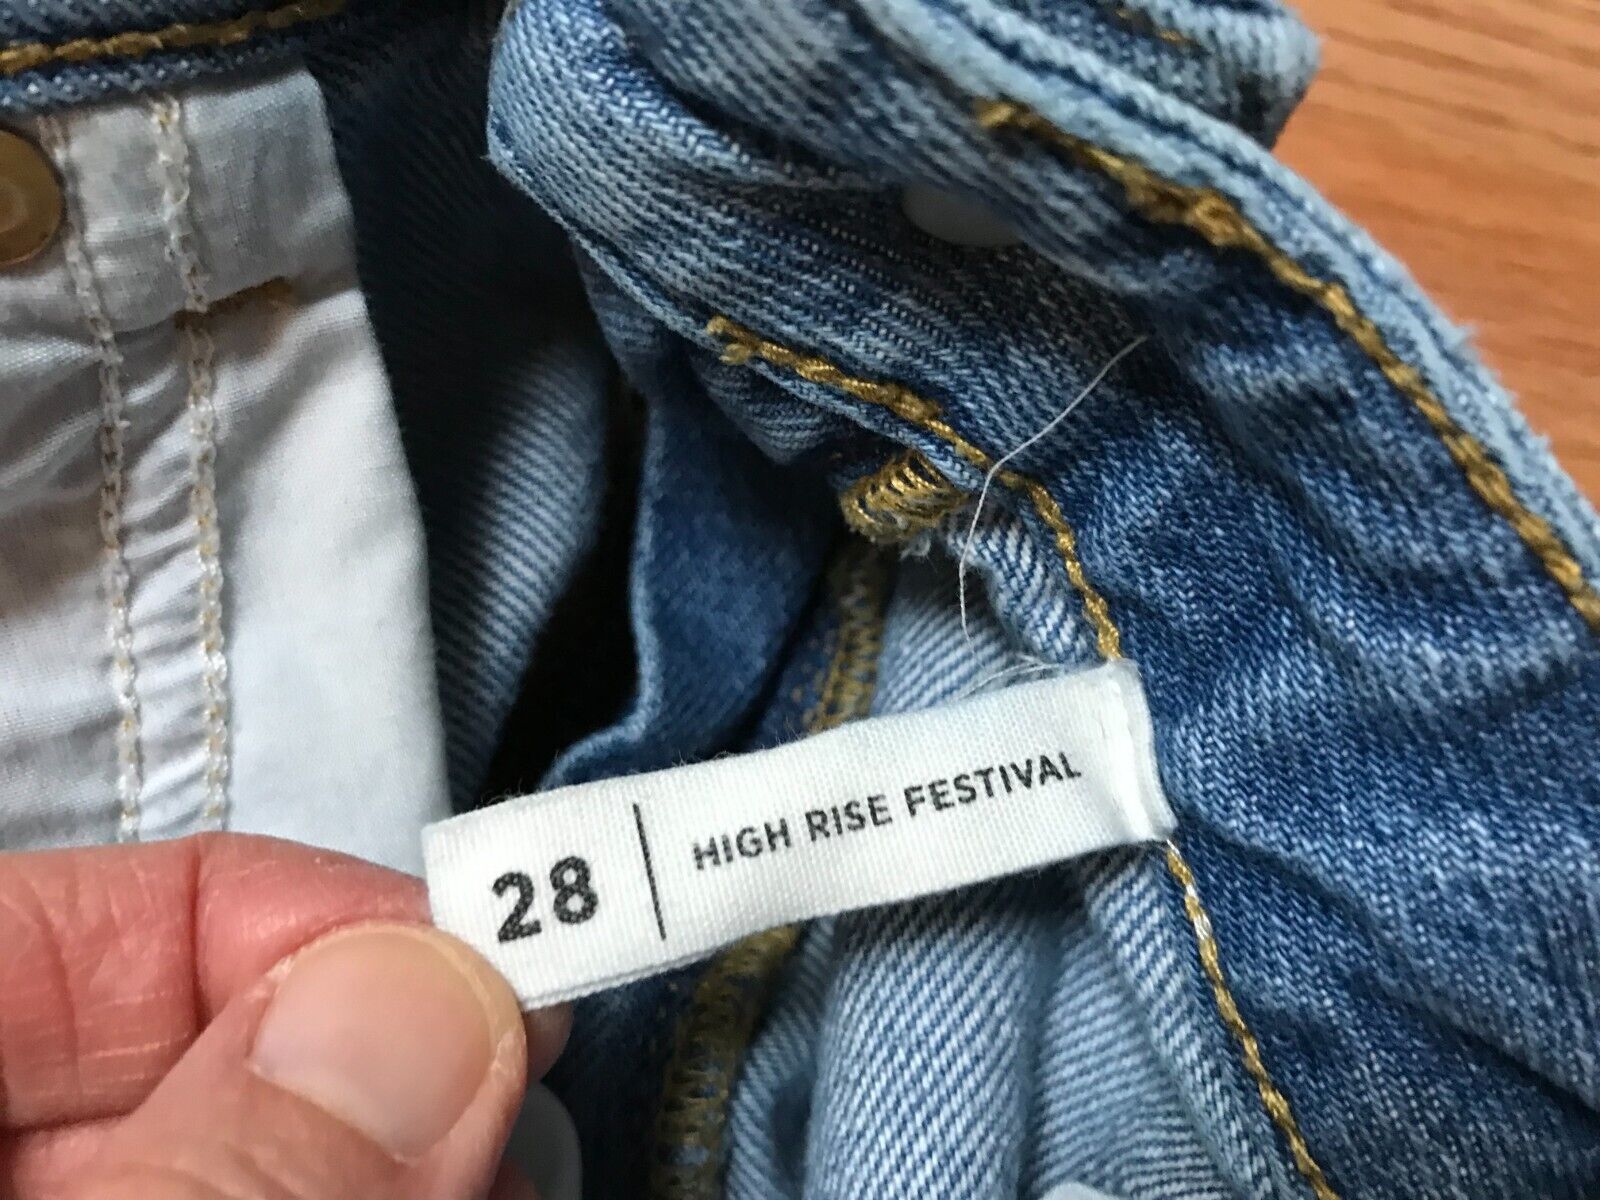 28 | HIGH RISE FESTIVAL